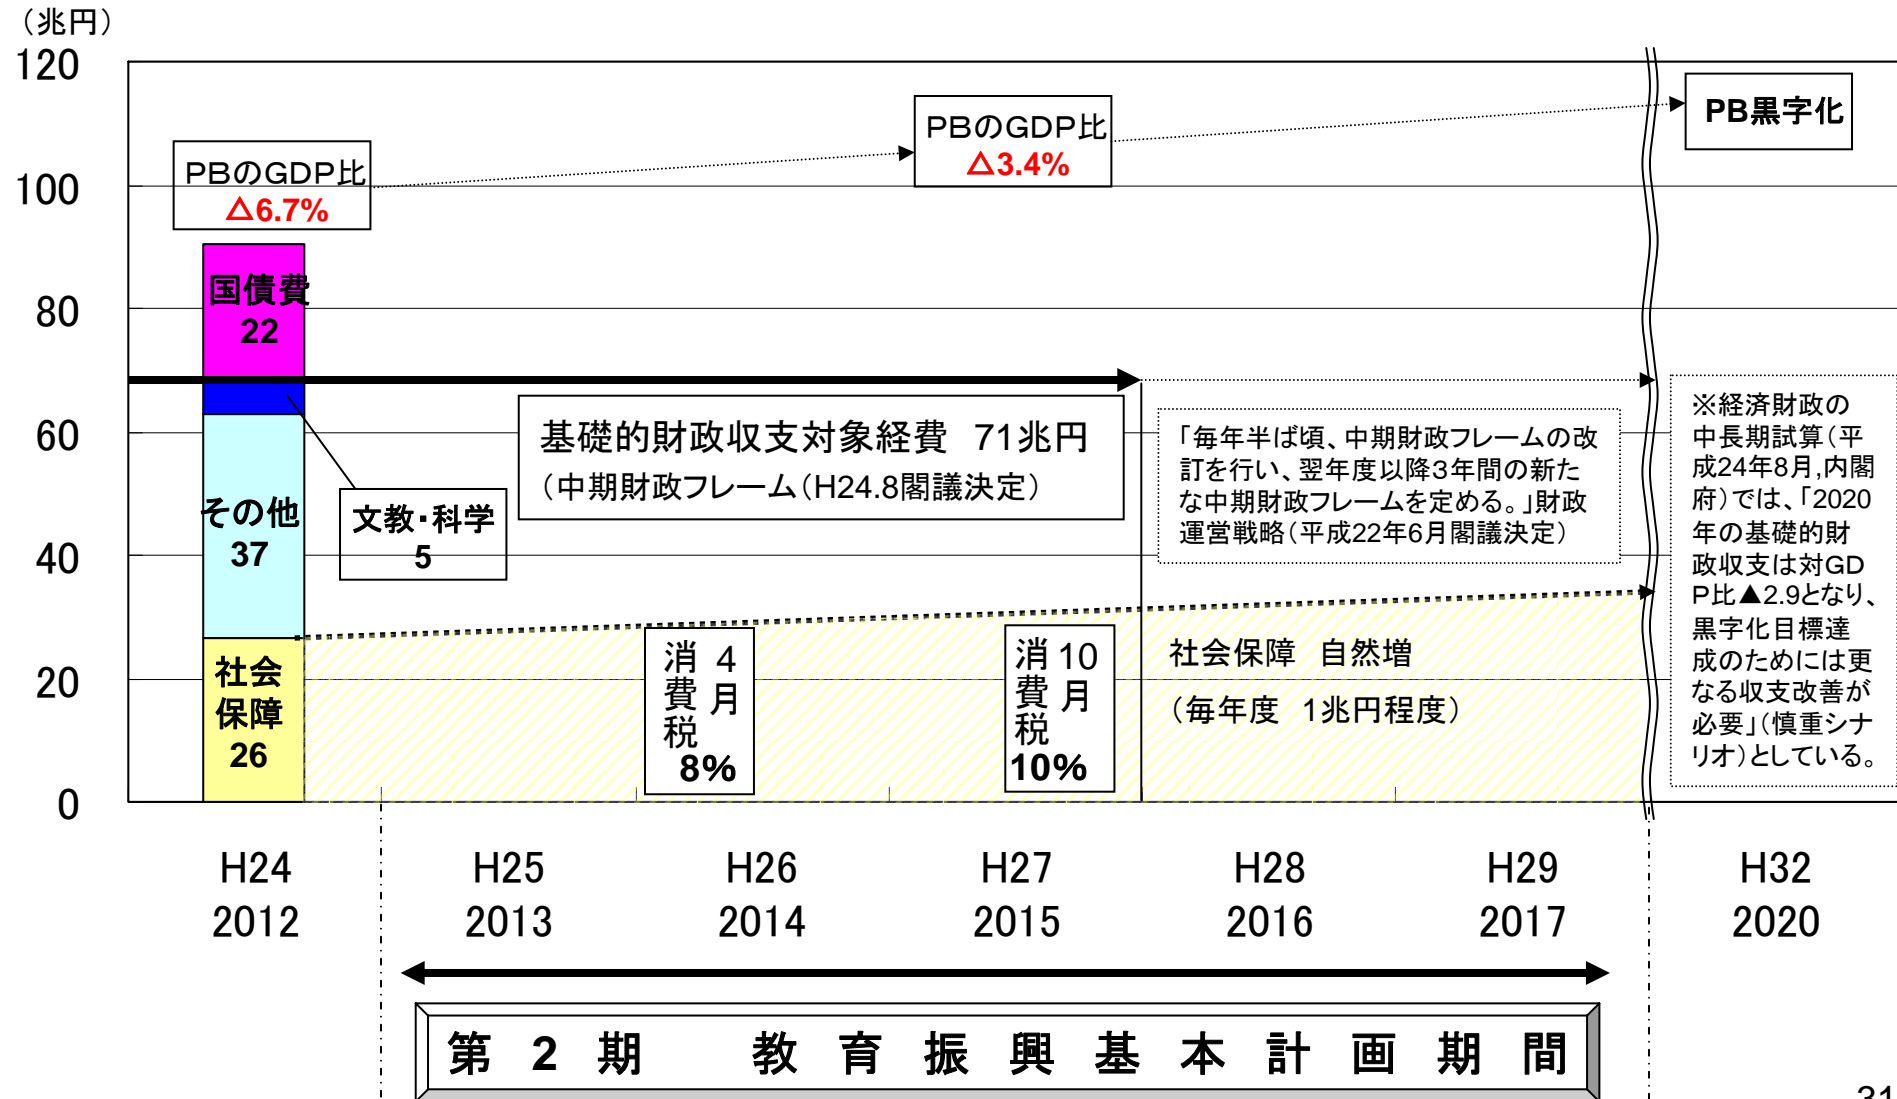 （兆円）
120
100
80
60
40
20
0
PBのGDP比
△6.7%
PBのGDP比
△3.4%
PB黒字化
国債費
22
その他
37
社会
保障
26
文教・科学
5
基礎的財政収支対象経費　71兆円
（中期財政フレーム（H24.8閣議決定）
「毎年半ば頃、中期財政フレームの改
訂を行い、翌年度以降3年間の新た
な中期財政フレームを定める。」財政
運営戦略（平成22年6月閣議決定）
※経済財政の
中長期試算（平
成24年8月,内閣
府）では、「2020
年の基礎的財
政収支は対GD
P比▲2.9となり、
黒字化目標達
成のためには更
なる収支改善が
必要」（慎重シナ
リオ）としている。
4月
消費税
8%
10月
消費税
10%
社会保障　自然増
（毎年度　1兆円程度）
H24 H25 H26 H27 H28 H29 H32
2012 2013 2014 2015 2016 2017 2020
第2期　教育振興基本計画期間
31